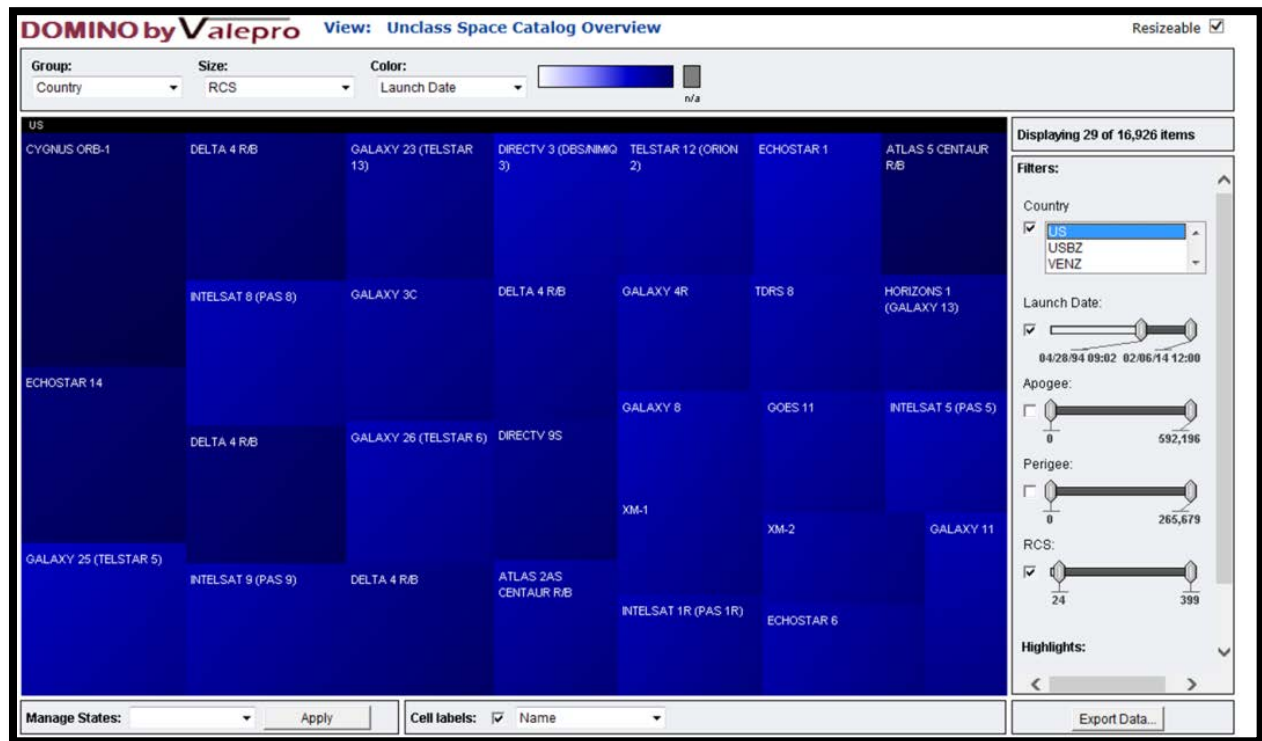 DOMINO by Valepro View: Unclass Space Catalog Overview Resizeable
Group: Size: Color:
Country RCS Launch Date
n/a
US
CYGNUS ORB-1
ECHOSTAR 14
GALAXY 25 (TELSTAR 5)
DELTA 4 R/B
INTELSAT 8 (PAS 8)
DELTA 4 R/B
INTELSAT 9 (PAS 9)
GALAXY 23 (TELSTAR
13)
GALAXY 3C
GALAXY 26 (TELSTAR 6)
DELTA 4 R/B
DIRECTV 3 (DBS/NIMIQ
3)
DELTA 4 R/B
DIRECTV 9S
ATLAS 2AS
CENTAUR R/B
TELSTAR 12 (ORION
2)
GALAXY 4R
GALAXY 8
XM-1
INTELSAT 1R (PAS 1R)
ECHOSTAR 1
TDRS 8
GOES 11
XM-2
ECHOSTAR 6
ATLAS 5 CENTAUR
R/B
HORIZONS 1
(GALAXY 13)
INTELSAT 5 (PAS 5)
GALAXY 11
Displaying 29 of 16,926 items
Filters:
Country
US
USBZ
VENZ
Launch Date:
04/28/94 09:02 02/06/14 12:00
Apogee:
0 592,196
Perigee:
0 265,679
RCS:
24 399
Highlights:
Manage States: Apply Cell labels: Name Export Data...